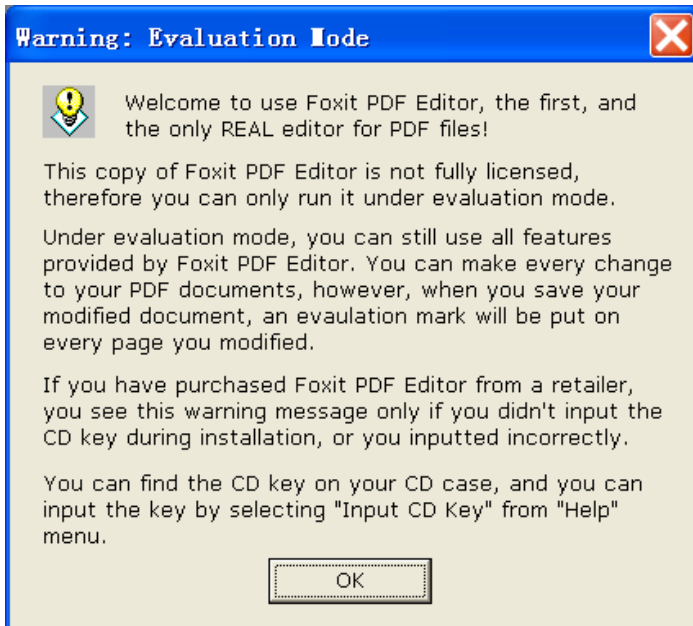 Warning: Evaluation Mode
Welcome to use Foxit PDF Editor, the first, and
the only REAL editor for PDF files!
This copy of Foxit PDF Editor is not fully licensed,
therefore you can only run it under evaluation mode.
Under evaluation mode, you can still use all features
provided by Foxit PDF Editor. You can make every change
to your PDF documents, however, when you save your
modified document, an evaulation mark will be put on
every page you modified.
If you have purchased Foxit PDF Editor from a retailer,
you see this warning message only if you didn't input the
CD key during installation, or you inputted incorrectly.
You can find the CD key on your CD case, and you can
input the key by selecting "Input CD Key" from "Help"
menu.
OK